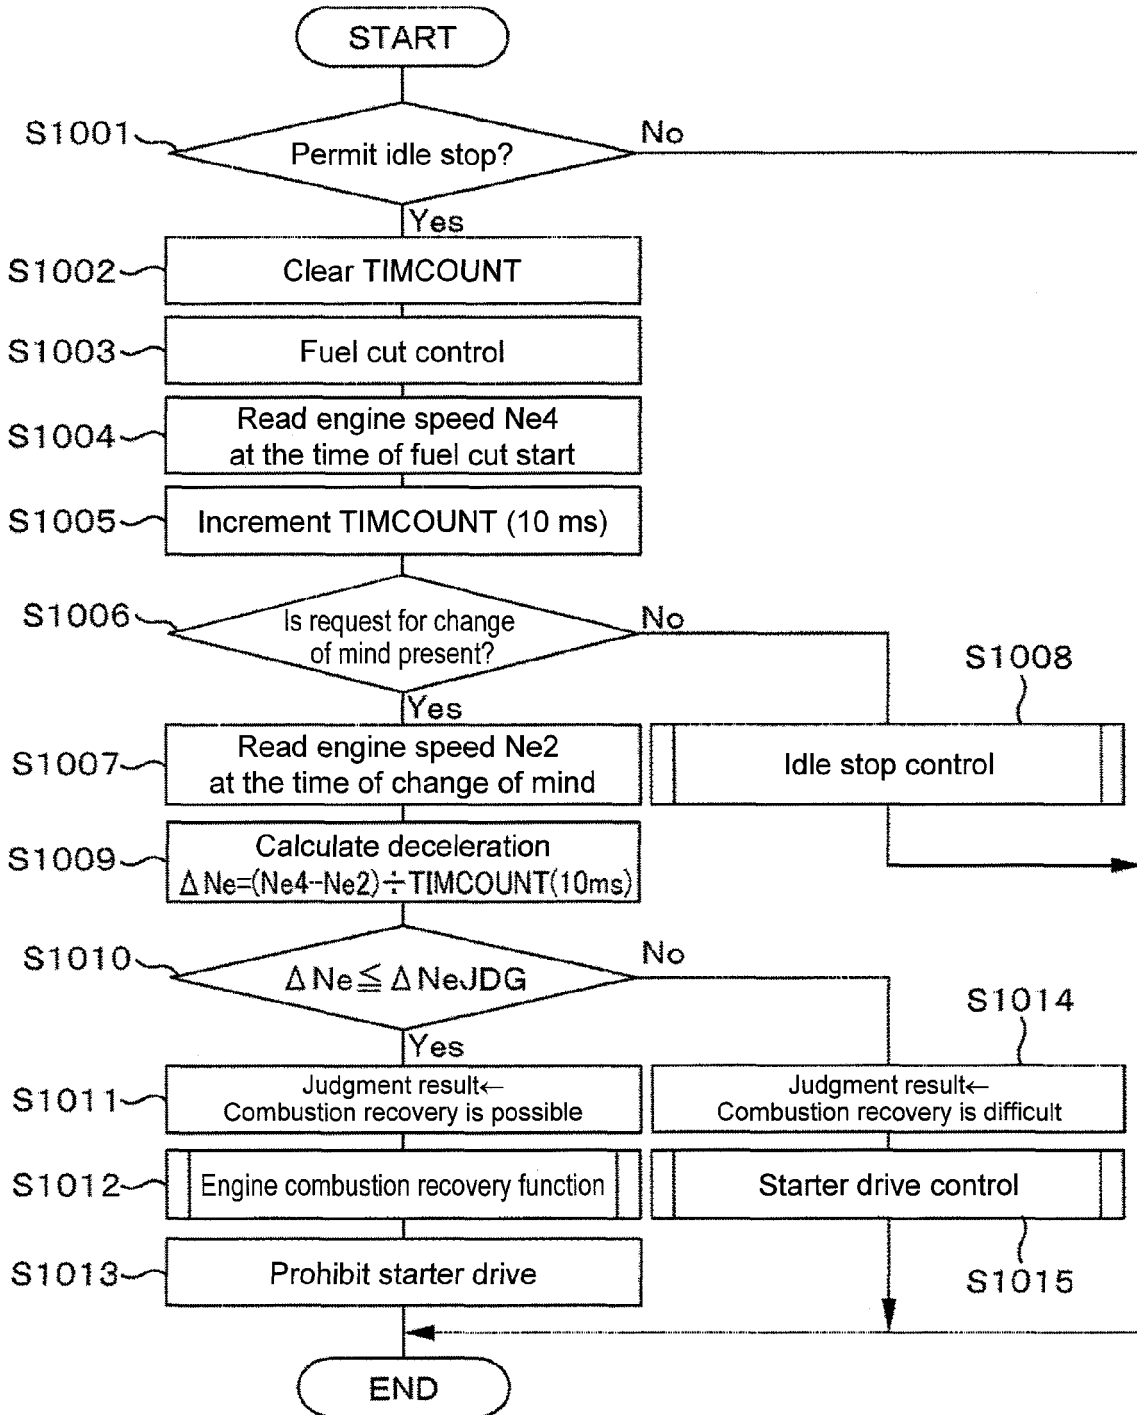 START
S1001
Permit idle stop?
No
Yes
S1002
Clear TIMCOUNT
S1003
Fuel cut control
S1004
Read engine speed Ne4
at the time of fuel cut start
S1005
Increment TIMCOUNT (10 ms)
S1006
Is request for change
of mind present?
No
Yes
S1008
Idle stop control
S1007
Read engine speed Ne2
at the time of change of mind
S1009
Calculate deceleration
ΔNe=(Ne4-Ne2)÷TIMCOUNT(10ms)
S1010
ΔNe≦ΔNeJDG
No
Yes
S1014
S1011
Judgment result←
Combustion recovery is possible
Judgment result←
Combustion recovery is difficult
S1012
Engine combustion recovery function
Starter drive control
S1015
S1013
Prohibit starter drive
END